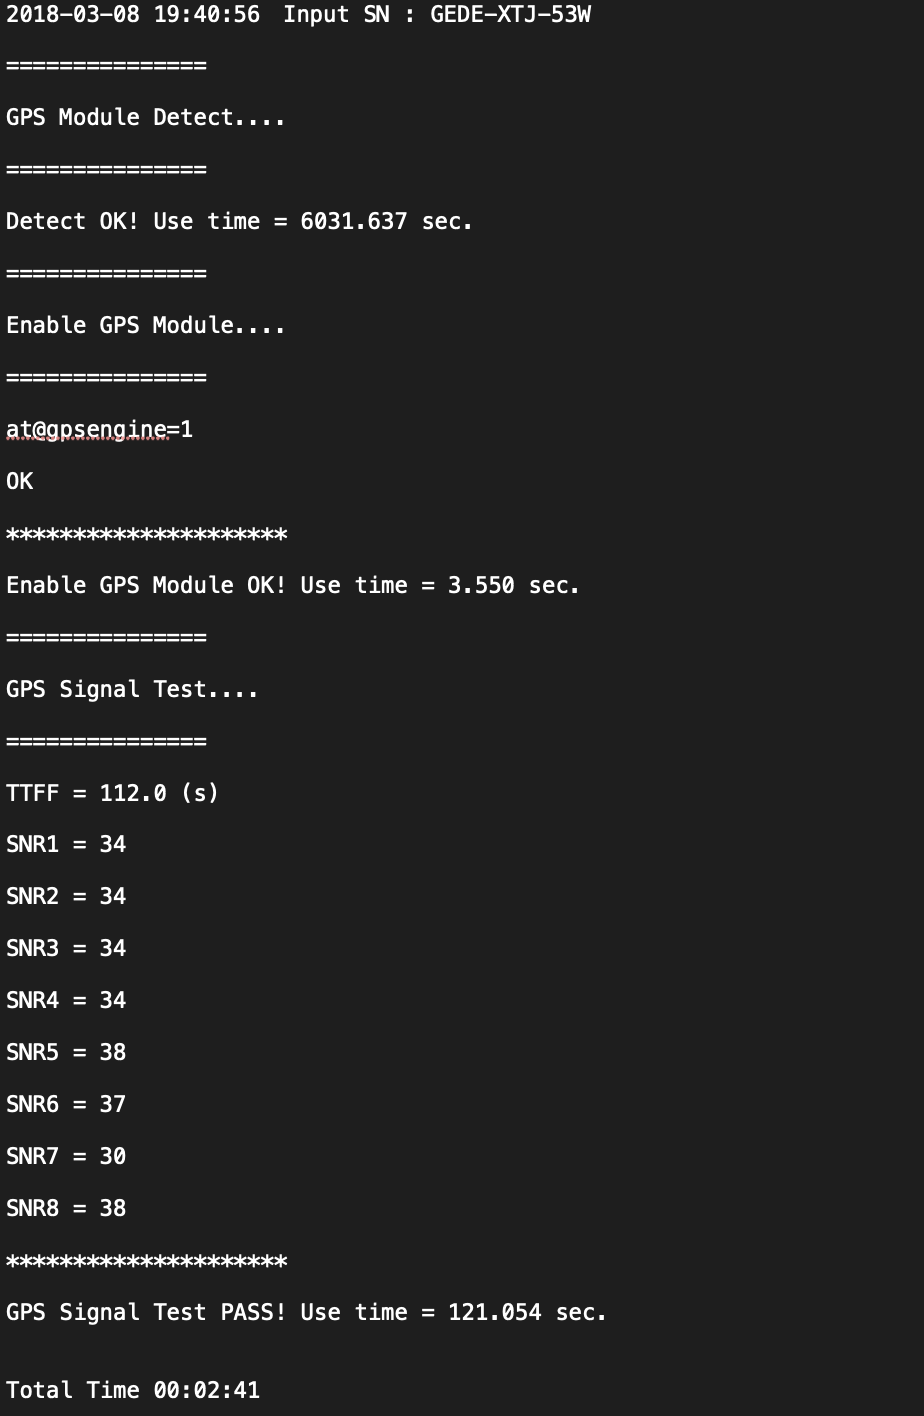 2018-03-08 19:40:56  Input SN : GEDE-XTJ-53W
===============
GPS Module Detect....
===============
Detect OK! Use time = 6031.637 sec.
===============
Enable GPS Module....
===============
at@gpsengine=1
OK
*********************
Enable GPS Module OK! Use time = 3.550 sec.
===============
GPS Signal Test....
===============
TTFF = 112.0 (s)
SNR1 = 34
SNR2 = 34
SNR3 = 34
SNR4 = 34
SNR5 = 38
SNR6 = 37
SNR7 = 30
SNR8 = 38
*********************
GPS Signal Test PASS! Use time = 121.054 sec.
Total Time 00:02:41